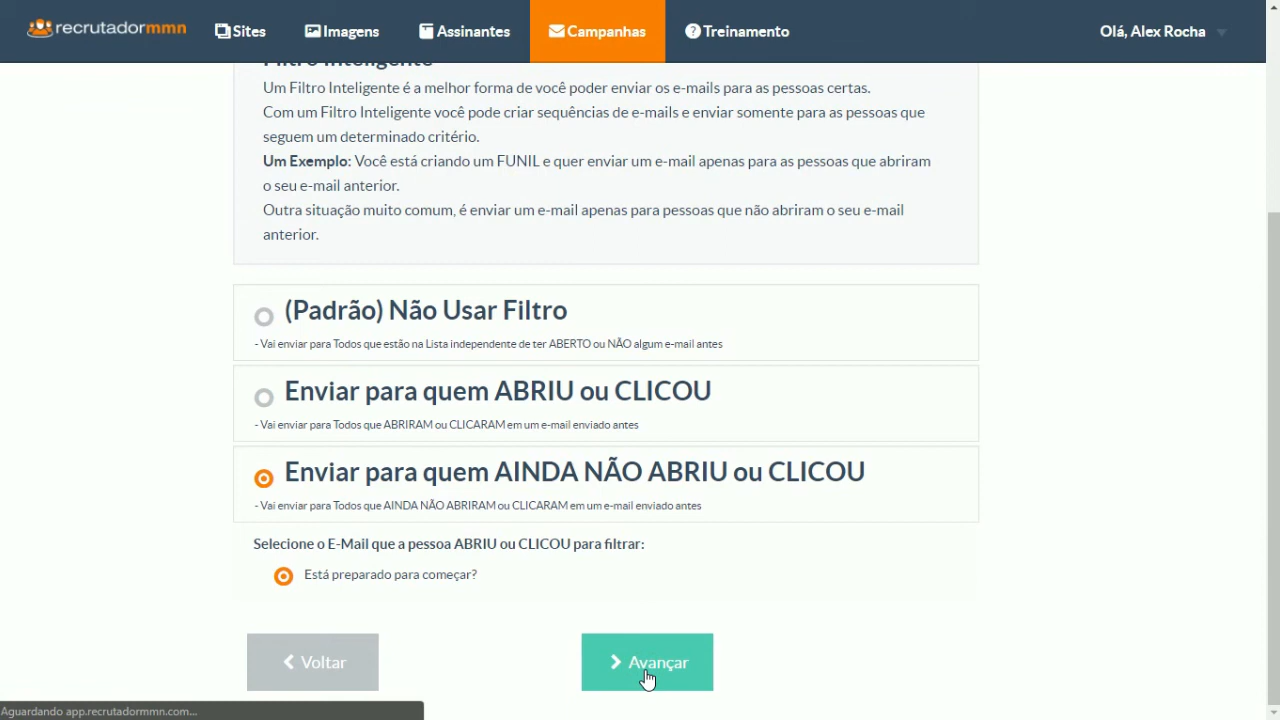 recrutadormmn
Sites
Imagens
Assinantes
Campanhas
Treinamento
Olá, Alex Rocha
Filtro Inteligente
Um Filtro Inteligente é a melhor forma de você poder enviar os e-mails para as pessoas certas.
Com um Filtro Inteligente você pode criar sequências de e-mails e enviar somente para as pessoas que
seguem um determinado critério.
Um Exemplo: Você está criando um FUNIL e quer enviar um e-mail apenas para as pessoas que abriram
o seu e-mail anterior.
Outra situação muito comum, é enviar um e-mail apenas para pessoas que não abriram o seu e-mail
anterior.
(Padrão) Não Usar Filtro
- Vai enviar para Todos que estão na Lista independente de ter ABERTO ou NÃO algum e-mail antes
Enviar para quem ABRIU ou CLICOU
- Vai enviar para Todos que ABRIRAM ou CLICARAM em um e-mail enviado antes
Enviar para quem AINDA NÃO ABRIU ou CLICOU
- Vai enviar para Todos que AINDA NÃO ABRIRAM ou CLICARAM em um e-mail enviado antes
Selecione o E-Mail que a pessoa ABRIU ou CLICOU para filtrar:
Está preparado para começar?
Voltar
Avançar
Aguardando app.recrutadormmn.com...